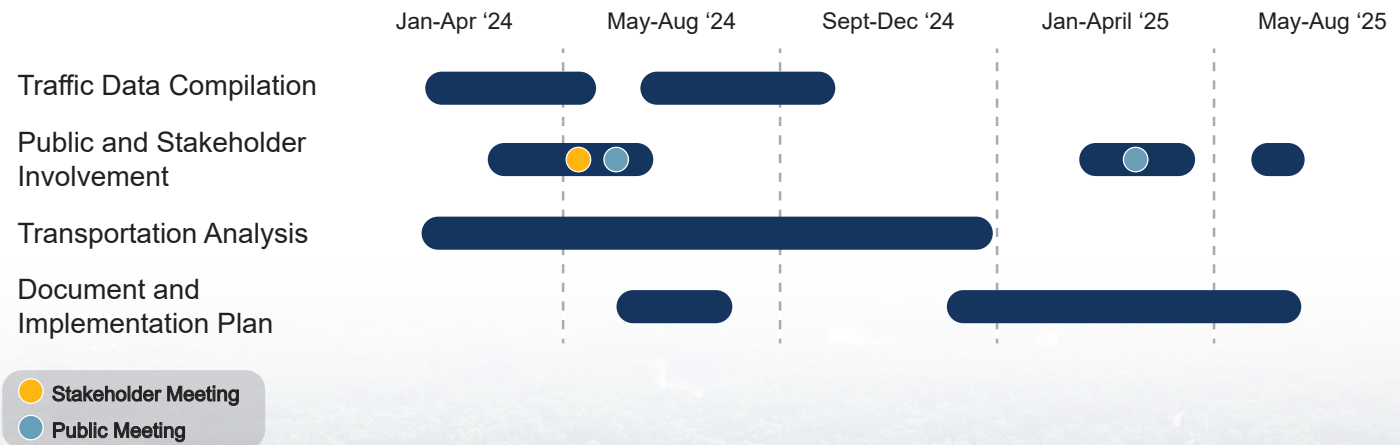 Jan-Apr ‘24
May-Aug ‘24
Sept-Dec ‘24
Jan-April ‘25
May-Aug ‘25
Traffic Data Compilation
Public and Stakeholder
Involvement
Transportation Analysis
Document and
Implementation Plan
Stakeholder Meeting
Public Meeting